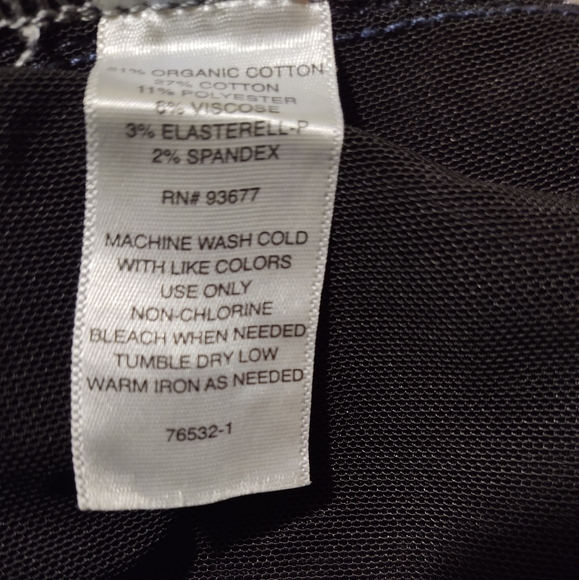 51% ORGANIC COTTON
27% COTTON
11% POLYESTER
6% VISCOSE
3% ELASTERELL-P
2% SPANDEX
RN# 93677
MACHINE WASH COLD
WITH LIKE COLORS
USE ONLY
NON-CHLORINE
BLEACH WHEN NEEDED
TUMBLE DRY LOW
WARM IRON AS NEEDED
76532-1